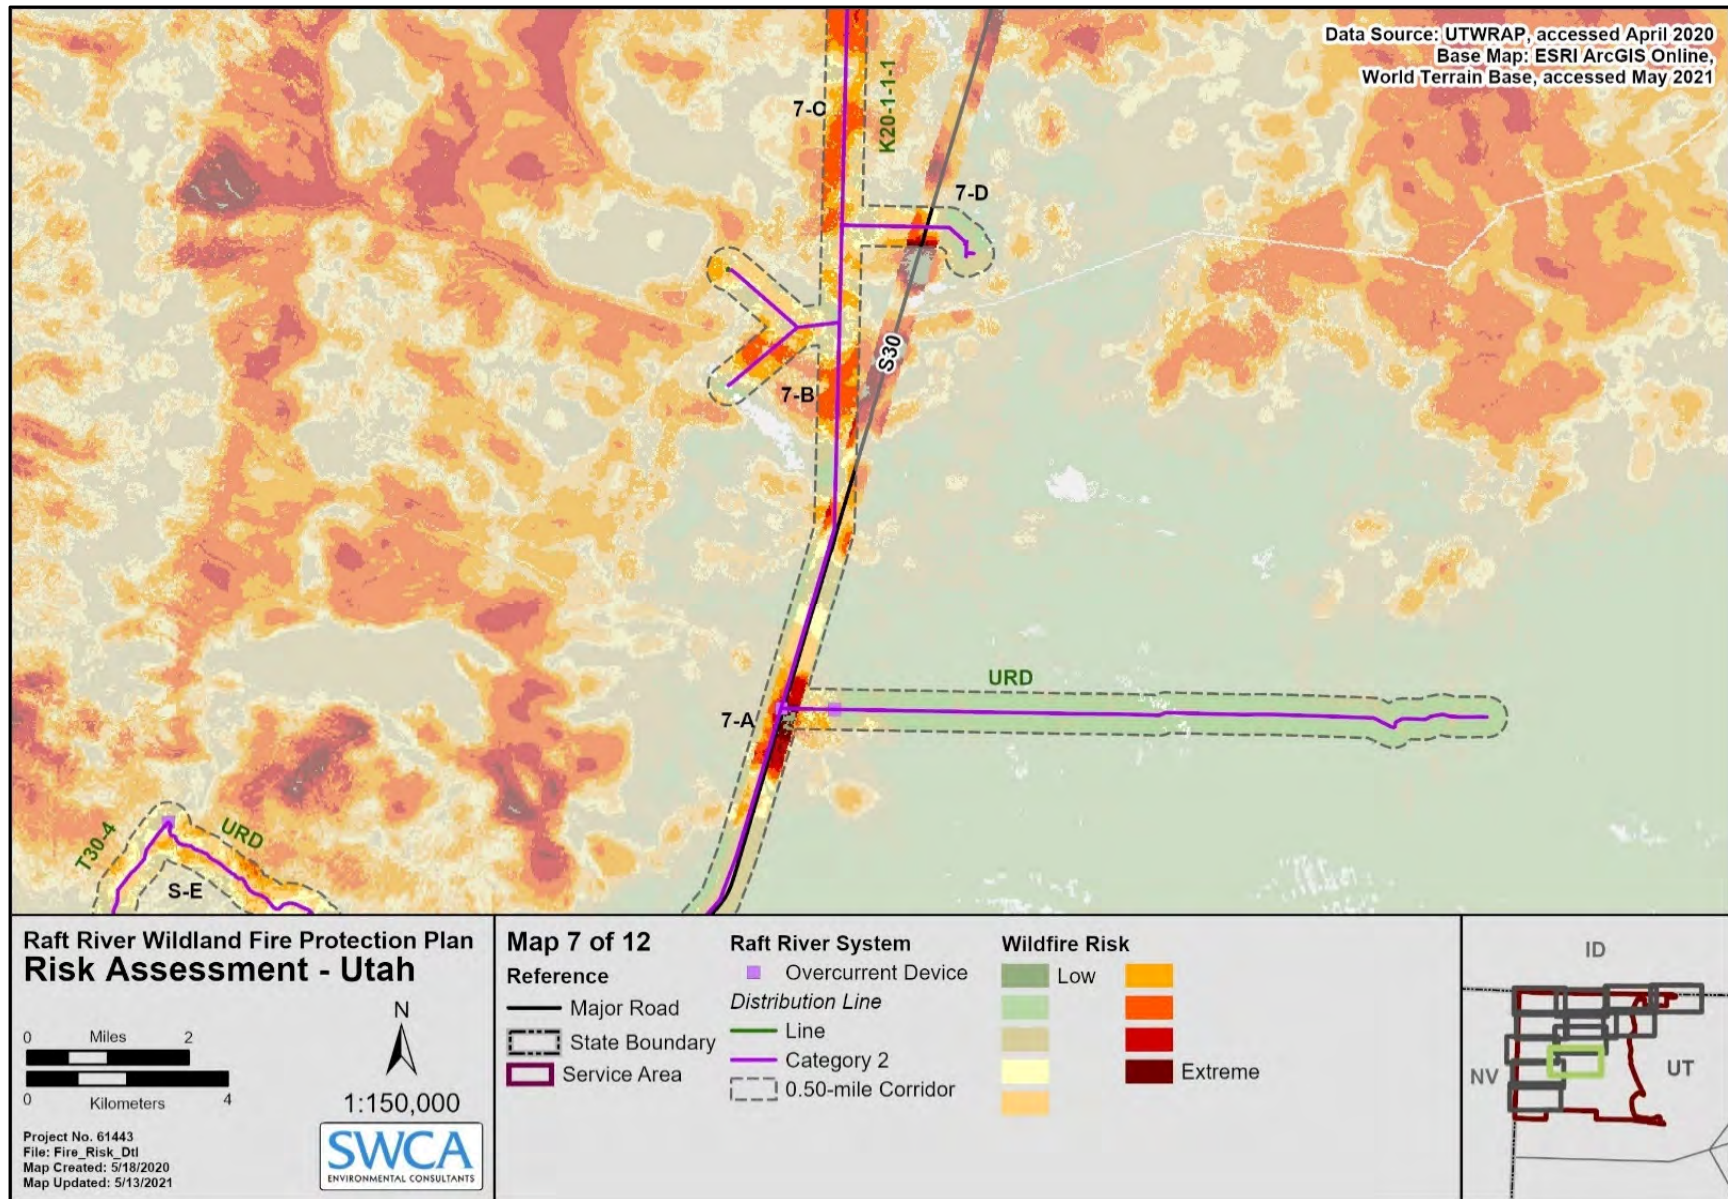 Data Source: UTWRAP, accessed April 2020
Base Map: ESRI ArcGIS Online,
World Terrain Base, accessed May 2021
7-C
K20-1-1-1
7-D
S30
7-B
URD
7-A
T30-4
URD
S-E
Raft River Wildland Fire Protection Plan
Risk Assessment - Utah
0 Miles 2
0 Kilometers 4
N
1:150,000
Project No. 61443
File: Fire_Risk_Dtl
Map Created: 5/18/2020
Map Updated: 5/13/2021
SWCA
ENVIRONMENTAL CONSULTANTS
Map 7 of 12
Reference
Major Road
State Boundary
Service Area
Raft River System
Overcurrent Device
Distribution Line
Line
Category 2
0.50-mile Corridor
Wildfire Risk
Low
Extreme
ID
NV
UT